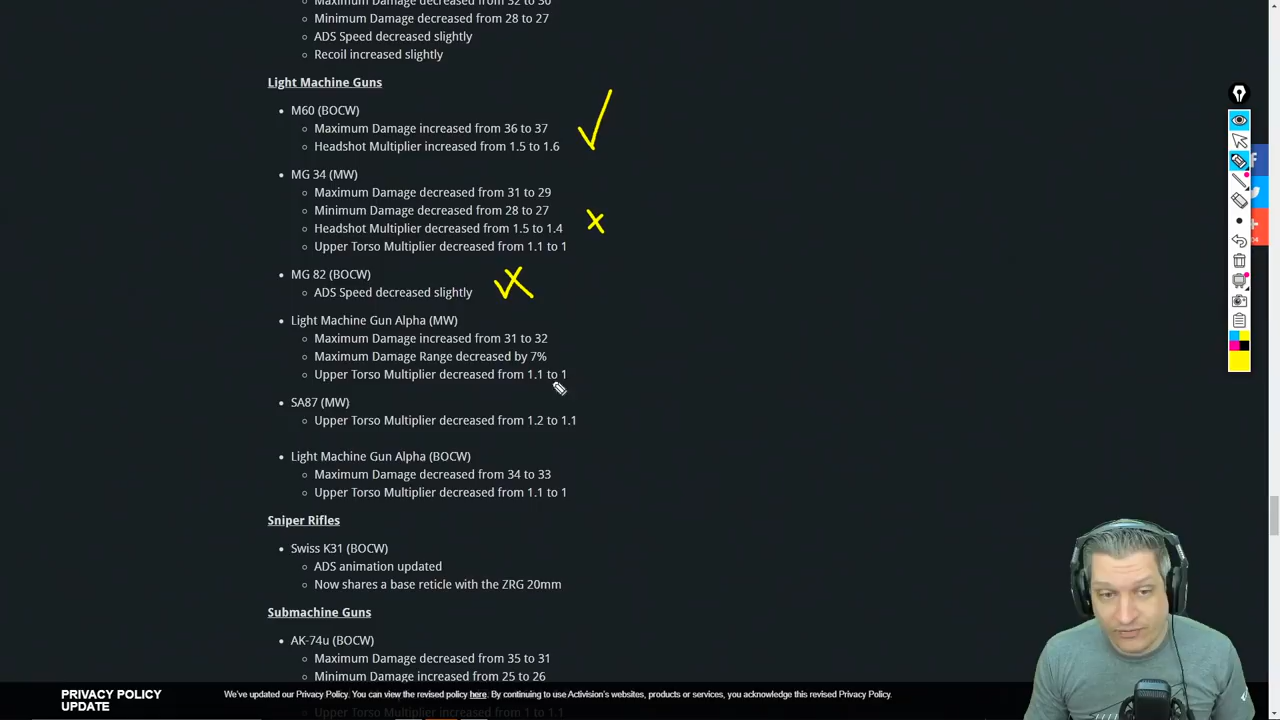 Maximum Damage decreased from 32 to 30
Minimum Damage decreased from 28 to 27
ADS Speed decreased slightly
Recoil increased slightly
Light Machine Guns
M60 (BOCW)
Maximum Damage increased from 36 to 37
Headshot Multiplier increased from 1.5 to 1.6
MG 34 (MW)
Maximum Damage decreased from 31 to 29
Minimum Damage decreased from 28 to 27
Headshot Multiplier decreased from 1.5 to 1.4
Upper Torso Multiplier decreased from 1.1 to 1
MG 82 (BOCW)
ADS Speed decreased slightly
Light Machine Gun Alpha (MW)
Maximum Damage increased from 31 to 32
Maximum Damage Range decreased by 7%
Upper Torso Multiplier decreased from 1.1 to 1
SA87 (MW)
Upper Torso Multiplier decreased from 1.2 to 1.1
Light Machine Gun Alpha (BOCW)
Maximum Damage decreased from 34 to 33
Upper Torso Multiplier decreased from 1.1 to 1
Sniper Rifles
Swiss K31 (BOCW)
ADS animation updated
Now shares a base reticle with the ZRG 20mm
Submachine Guns
AK-74u (BOCW)
Maximum Damage decreased from 35 to 31
Minimum Damage increased from 25 to 26
PRIVACY POLICY UPDATE
We've updated our Privacy Policy. You can view the revised policy here. By continuing to use Activision's websites, products or services, you acknowledge this revised Privacy Policy.
Upper Torso Multiplier increased from 1 to 1.1